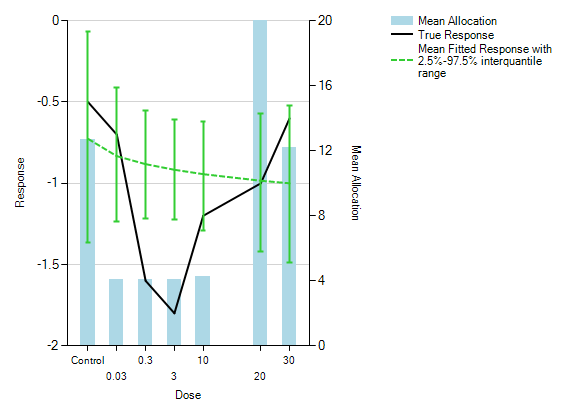 Mean Allocation
True Response
Mean Fitted Response with
2.5%-97.5% interquantile
range
0
-0.5
-1
-1.5
-2
Response
20
16
12
8
4
0
Mean Allocation
Control
0.03
0.3
3
10
20
30
Dose